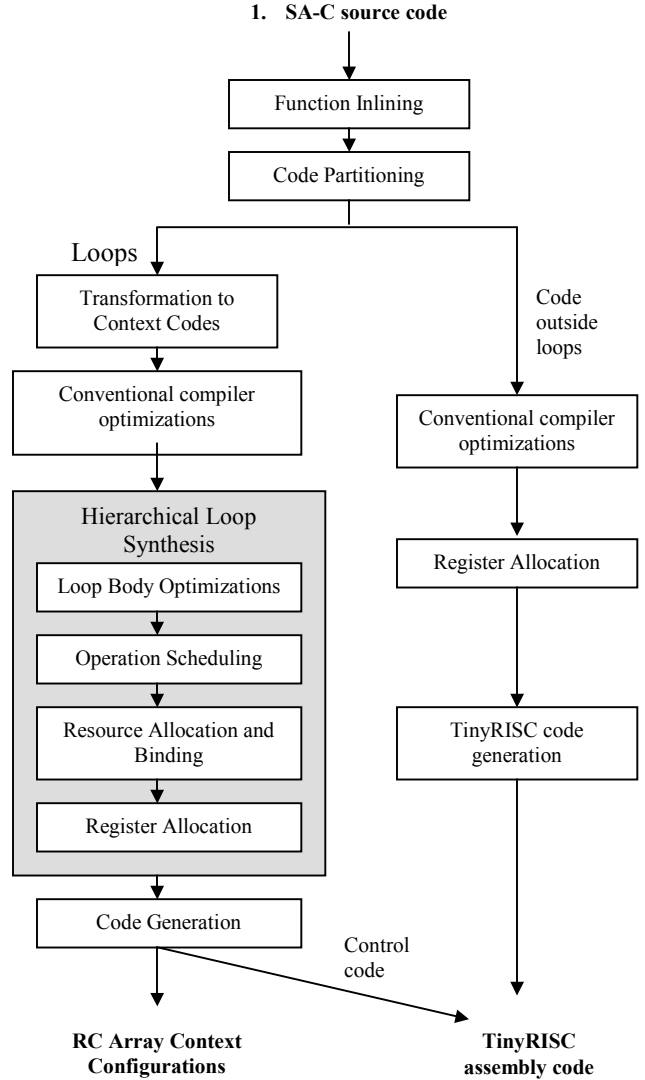 1. SA-C source code
Function Inlining
Code Partitioning
Loops
Transformation to
Context Codes
Code
outside
loops
Conventional compiler
optimizations
Conventional compiler
optimizations
Hierarchical Loop
Synthesis
Loop Body Optimizations
Register Allocation
Operation Scheduling
Resource Allocation and
Binding
TinyRISC code
generation
Register Allocation
Code Generation
Control
code
RC Array Context
Configurations
TinyRISC
assembly code